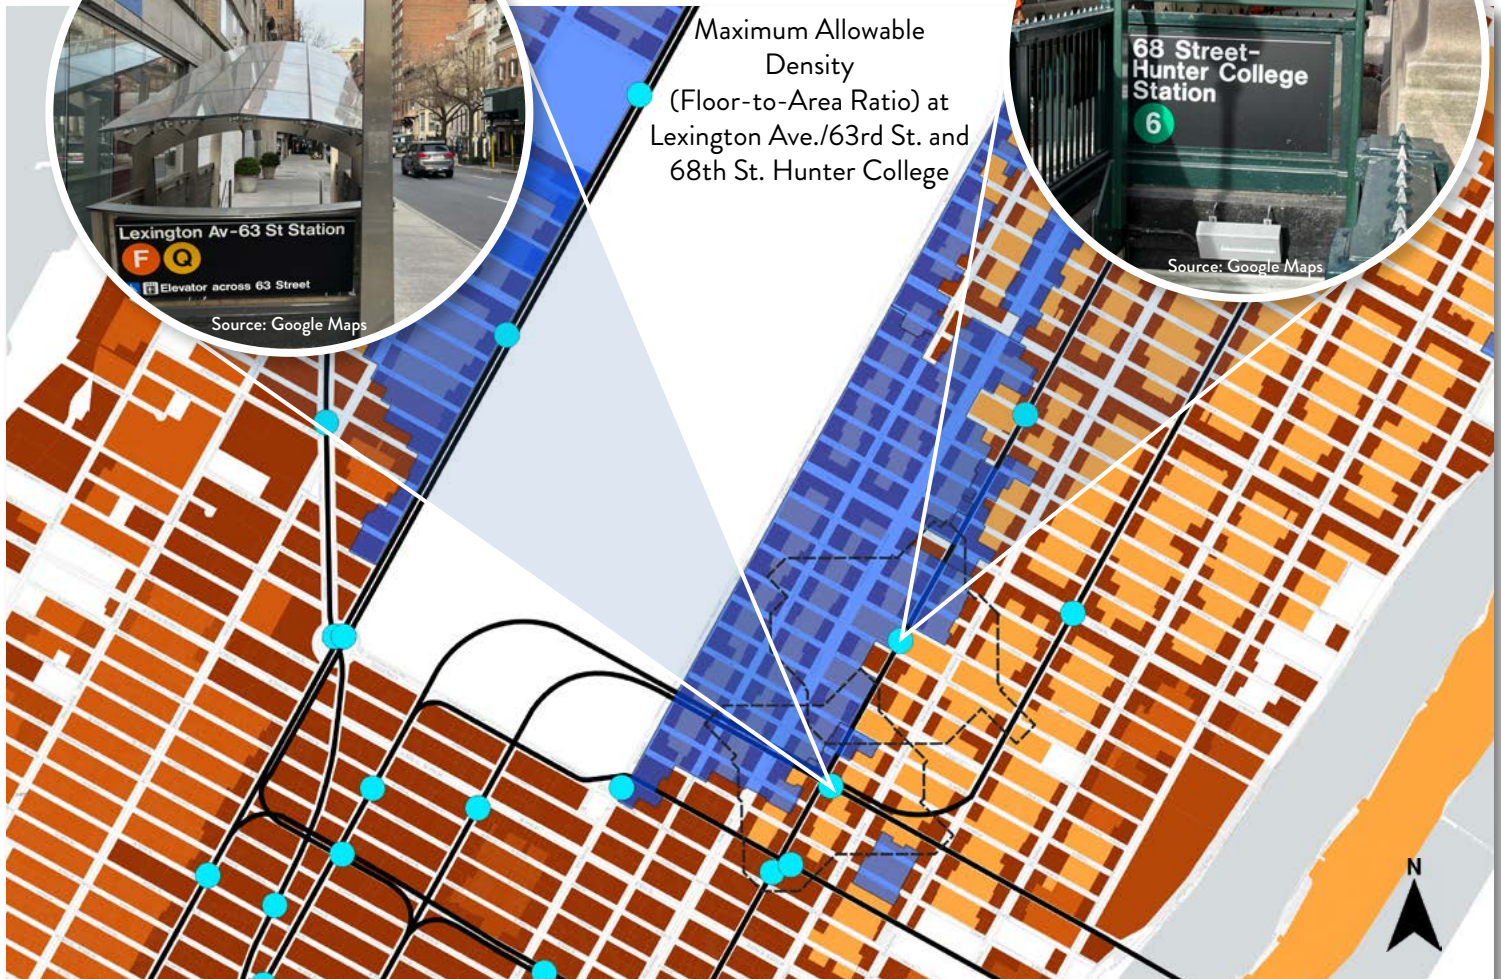 Maximum Allowable
Density
(Floor-to-Area Ratio) at
Lexington Ave./63rd St. and
68th St. Hunter College
Lexington Av-63 St Station
F Q
Elevator across 63 Street
Source: Google Maps
68 Street-
Hunter College
Station
6
Source: Google Maps
N